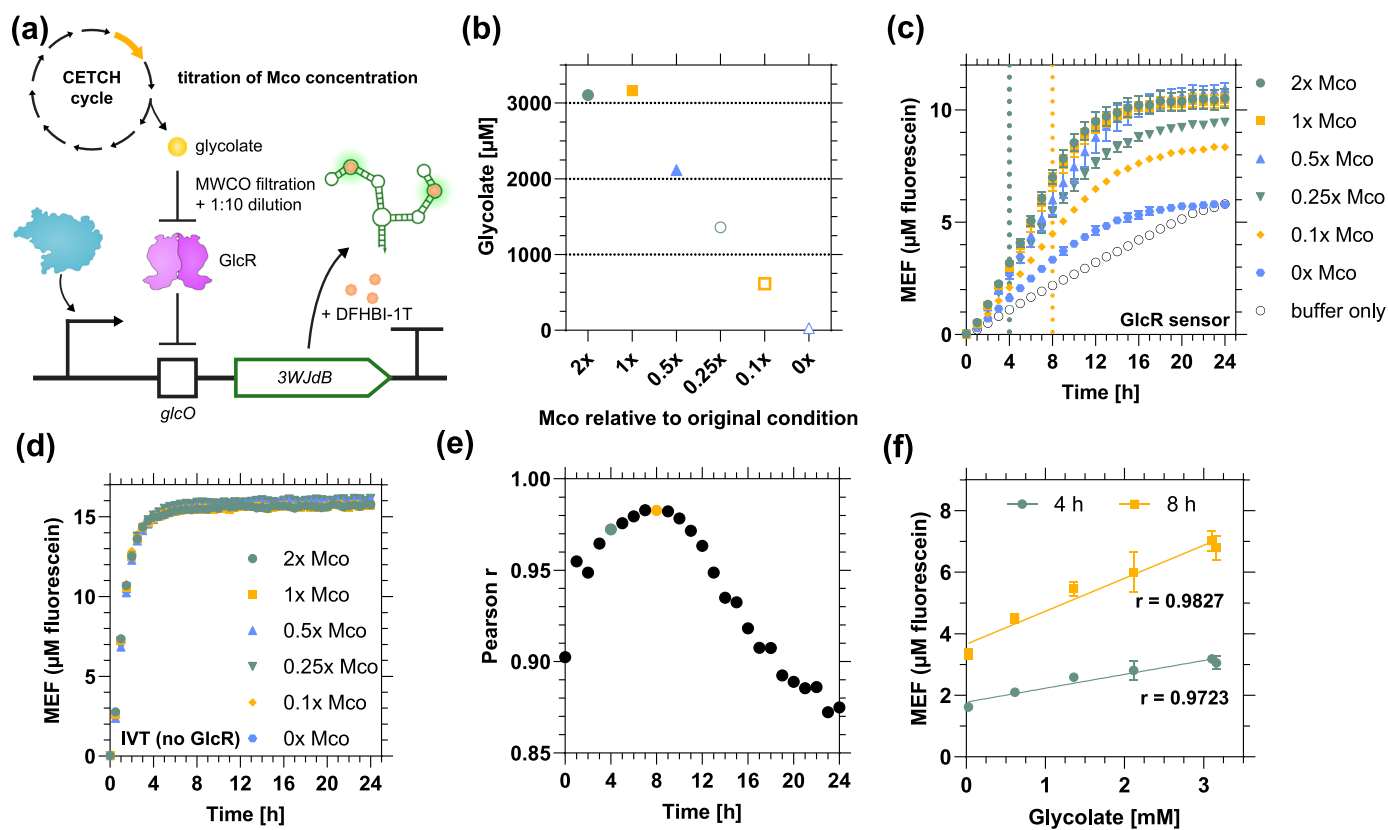 (a)
CETCH
cycle
titration of Mco concentration
glycolate
MWCO filtration
+ 1:10 dilution
GlcR
+ DFHBI-1T
3WJdB
glcO
(b)
Glycolate [µM]
3000
2000
1000
0
2x
1x
0.5x
0.25x
0.1x
0x
Mco relative to original condition
(c)
MEF (µM fluorescein)
10
5
0
GlcR sensor
0 4 8 12 16 20 24
Time [h]
2x Mco
1x Mco
0.5x Mco
0.25x Mco
0.1x Mco
0x Mco
buffer only
(d)
MEF (µM fluorescein)
15
10
5
0
2x Mco
1x Mco
0.5x Mco
0.25x Mco
0.1x Mco
0x Mco
IVT (no GlcR)
0 4 8 12 16 20 24
Time [h]
(e)
Pearson r
1.00
0.95
0.90
0.85
0 4 8 12 16 20 24
Time [h]
(f)
MEF (µM fluorescein)
8
6
4
2
0
4 h
8 h
r = 0.9827
r = 0.9723
0 1 2 3
Glycolate [mM]